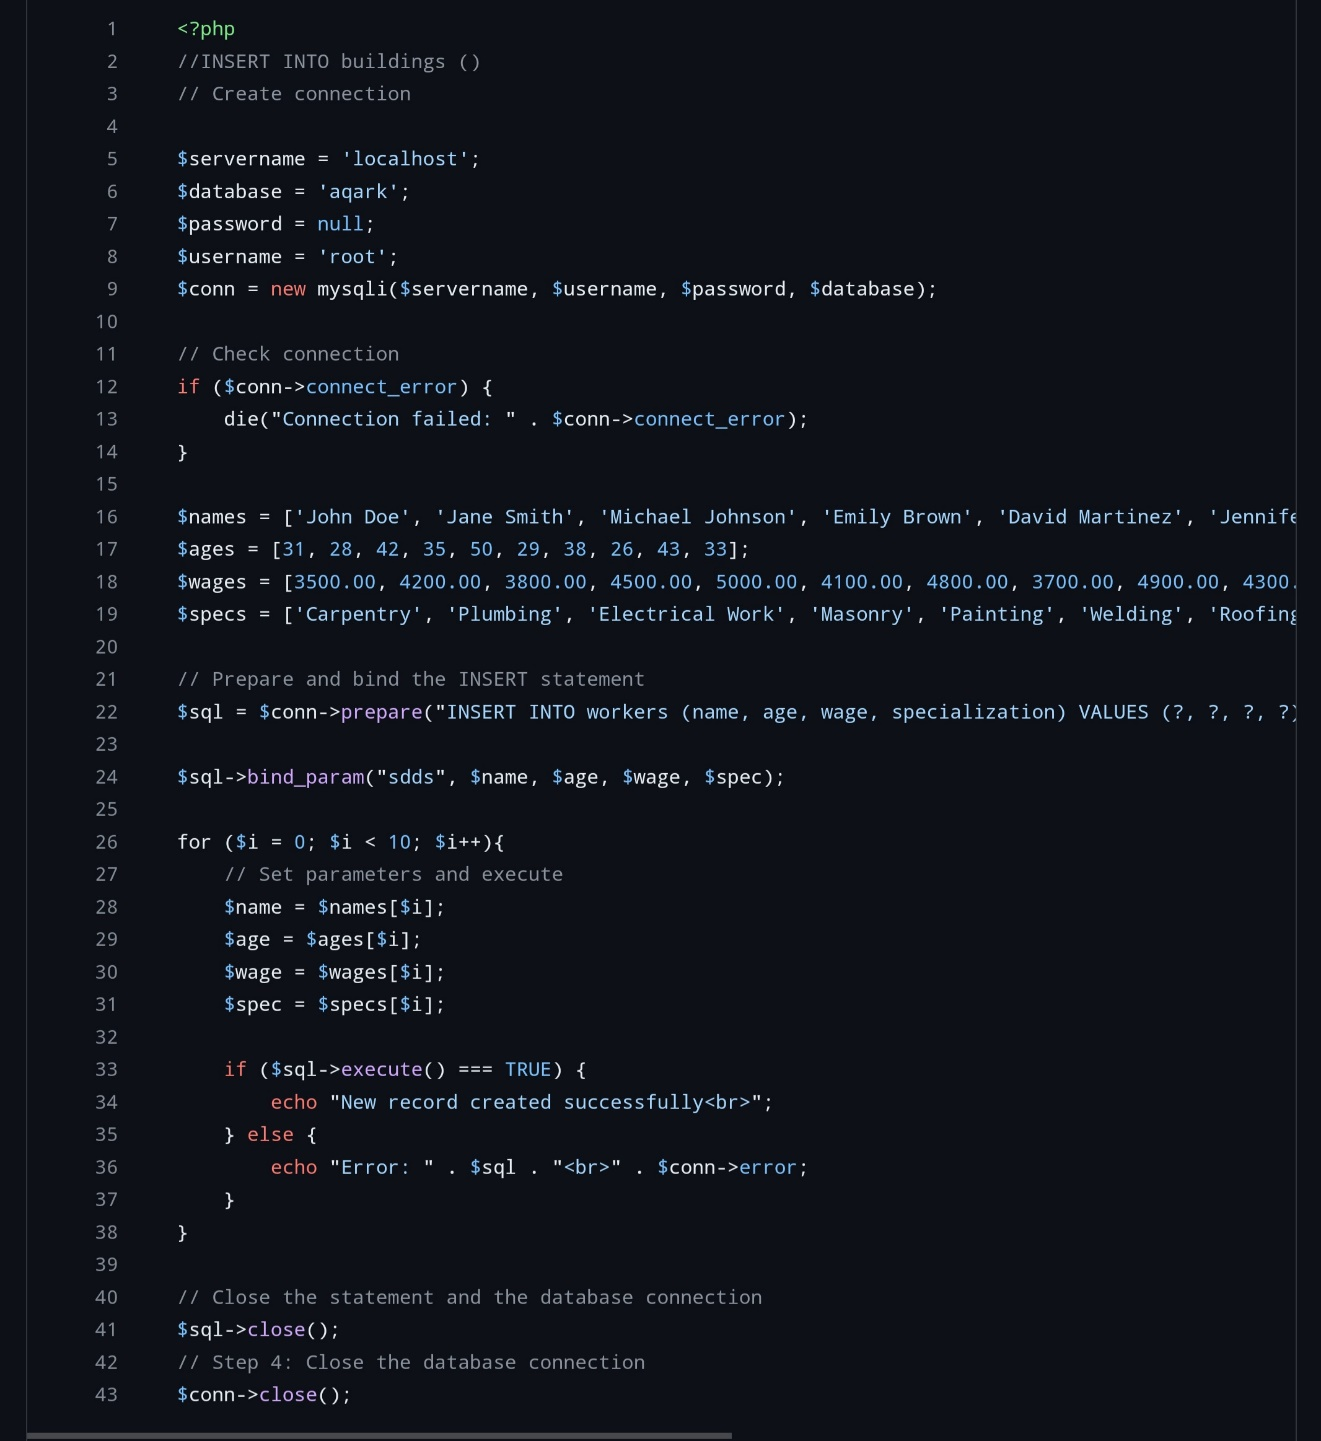 1 <?php
2 //INSERT INTO buildings ()
3 // Create connection
4
5 $servername = 'localhost';
6 $database = 'aqark';
7 $password = null;
8 $username = 'root';
9 $conn = new mysqli($servername, $username, $password, $database);
10
11 // Check connection
12 if ($conn->connect_error) {
13     die("Connection failed: " . $conn->connect_error);
14 }
15
16 $names = ['John Doe', 'Jane Smith', 'Michael Johnson', 'Emily Brown', 'David Martinez', 'Jennife
17 $ages = [31, 28, 42, 35, 50, 29, 38, 26, 43, 33];
18 $wages = [3500.00, 4200.00, 3800.00, 4500.00, 5000.00, 4100.00, 4800.00, 3700.00, 4900.00, 4300.
19 $specs = ['Carpentry', 'Plumbing', 'Electrical Work', 'Masonry', 'Painting', 'Welding', 'Roofing
20
21 // Prepare and bind the INSERT statement
22 $sql = $conn->prepare("INSERT INTO workers (name, age, wage, specialization) VALUES (?, ?, ?, ?)
23
24 $sql->bind_param("sdds", $name, $age, $wage, $spec);
25
26 for ($i = 0; $i < 10; $i++){
27     // Set parameters and execute
28     $name = $names[$i];
29     $age = $ages[$i];
30     $wage = $wages[$i];
31     $spec = $specs[$i];
32
33     if ($sql->execute() === TRUE) {
34         echo "New record created successfully<br>";
35     } else {
36         echo "Error: " . $sql . "<br>" . $conn->error;
37     }
38 }
39
40 // Close the statement and the database connection
41 $sql->close();
42 // Step 4: Close the database connection
43 $conn->close();